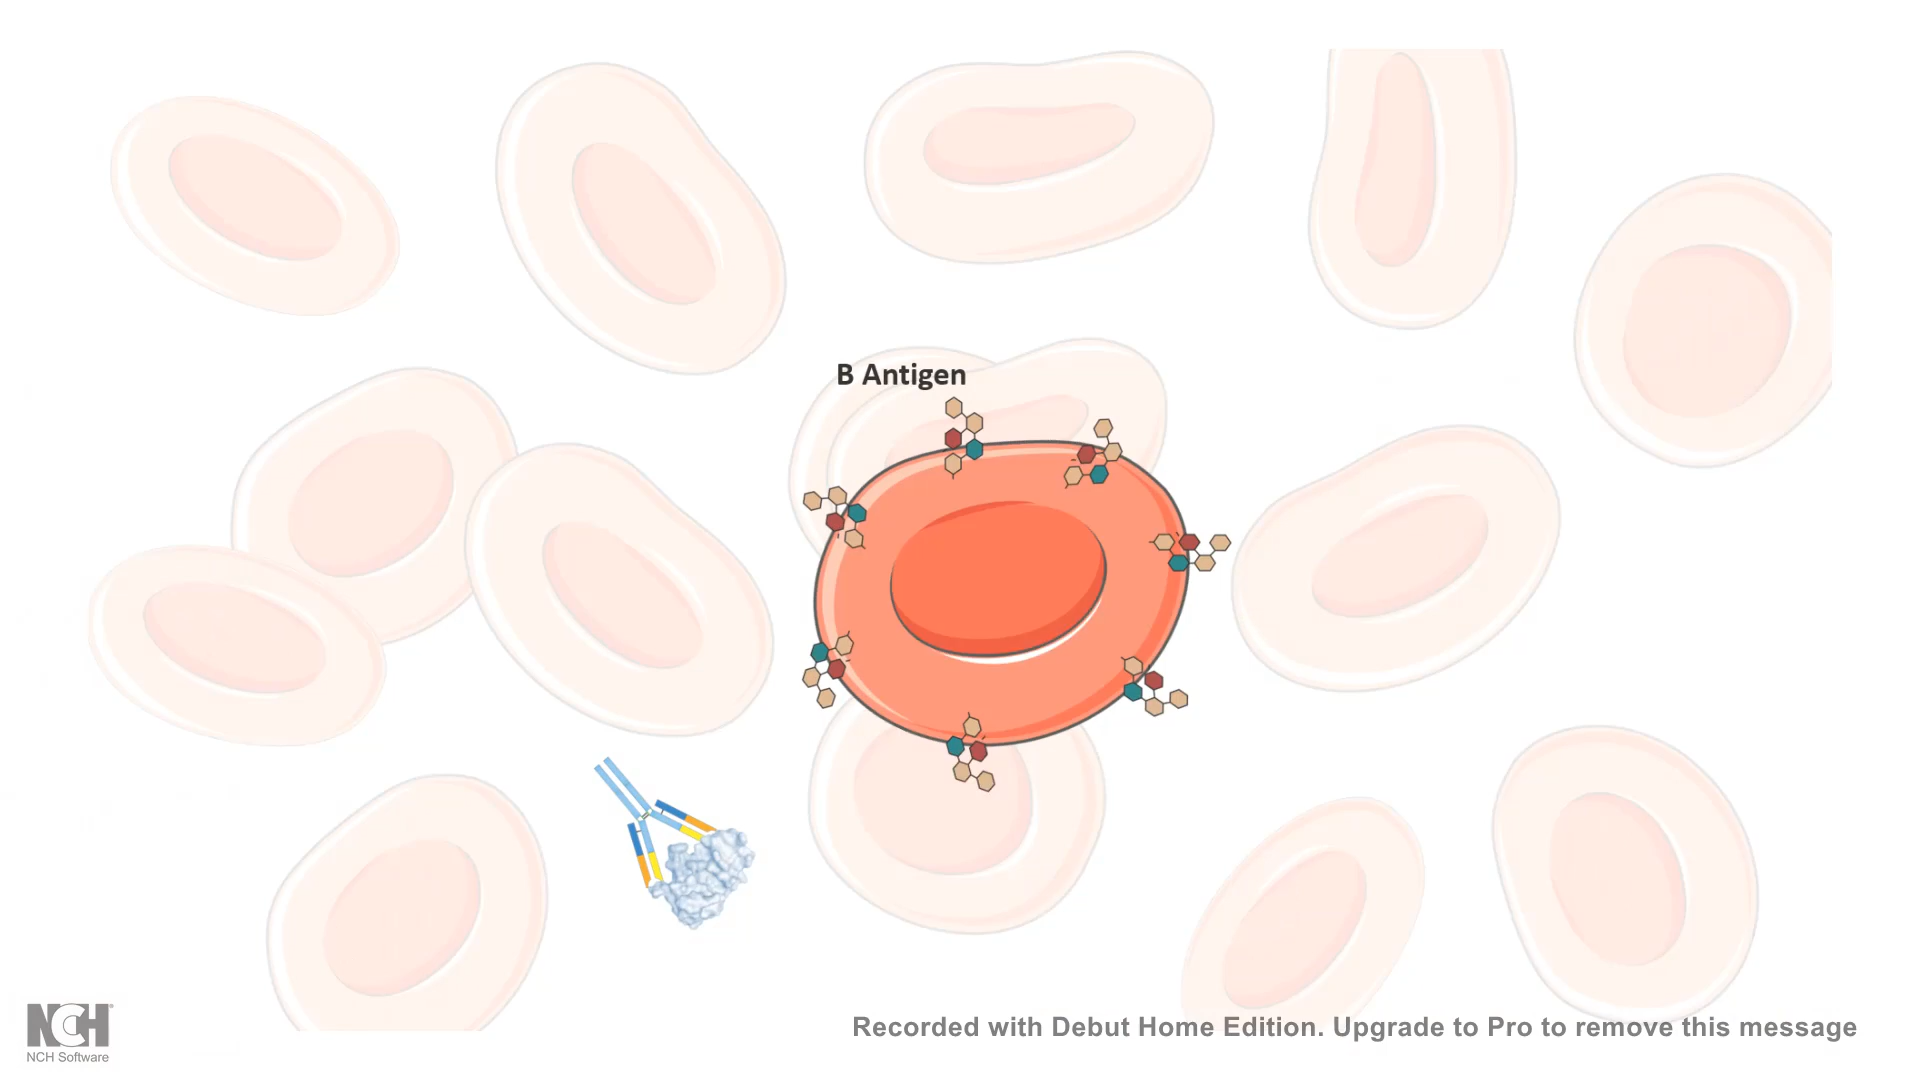 B Antigen
NCH
NCH Software
Recorded with Debut Home Edition. Upgrade to Pro to remove this message